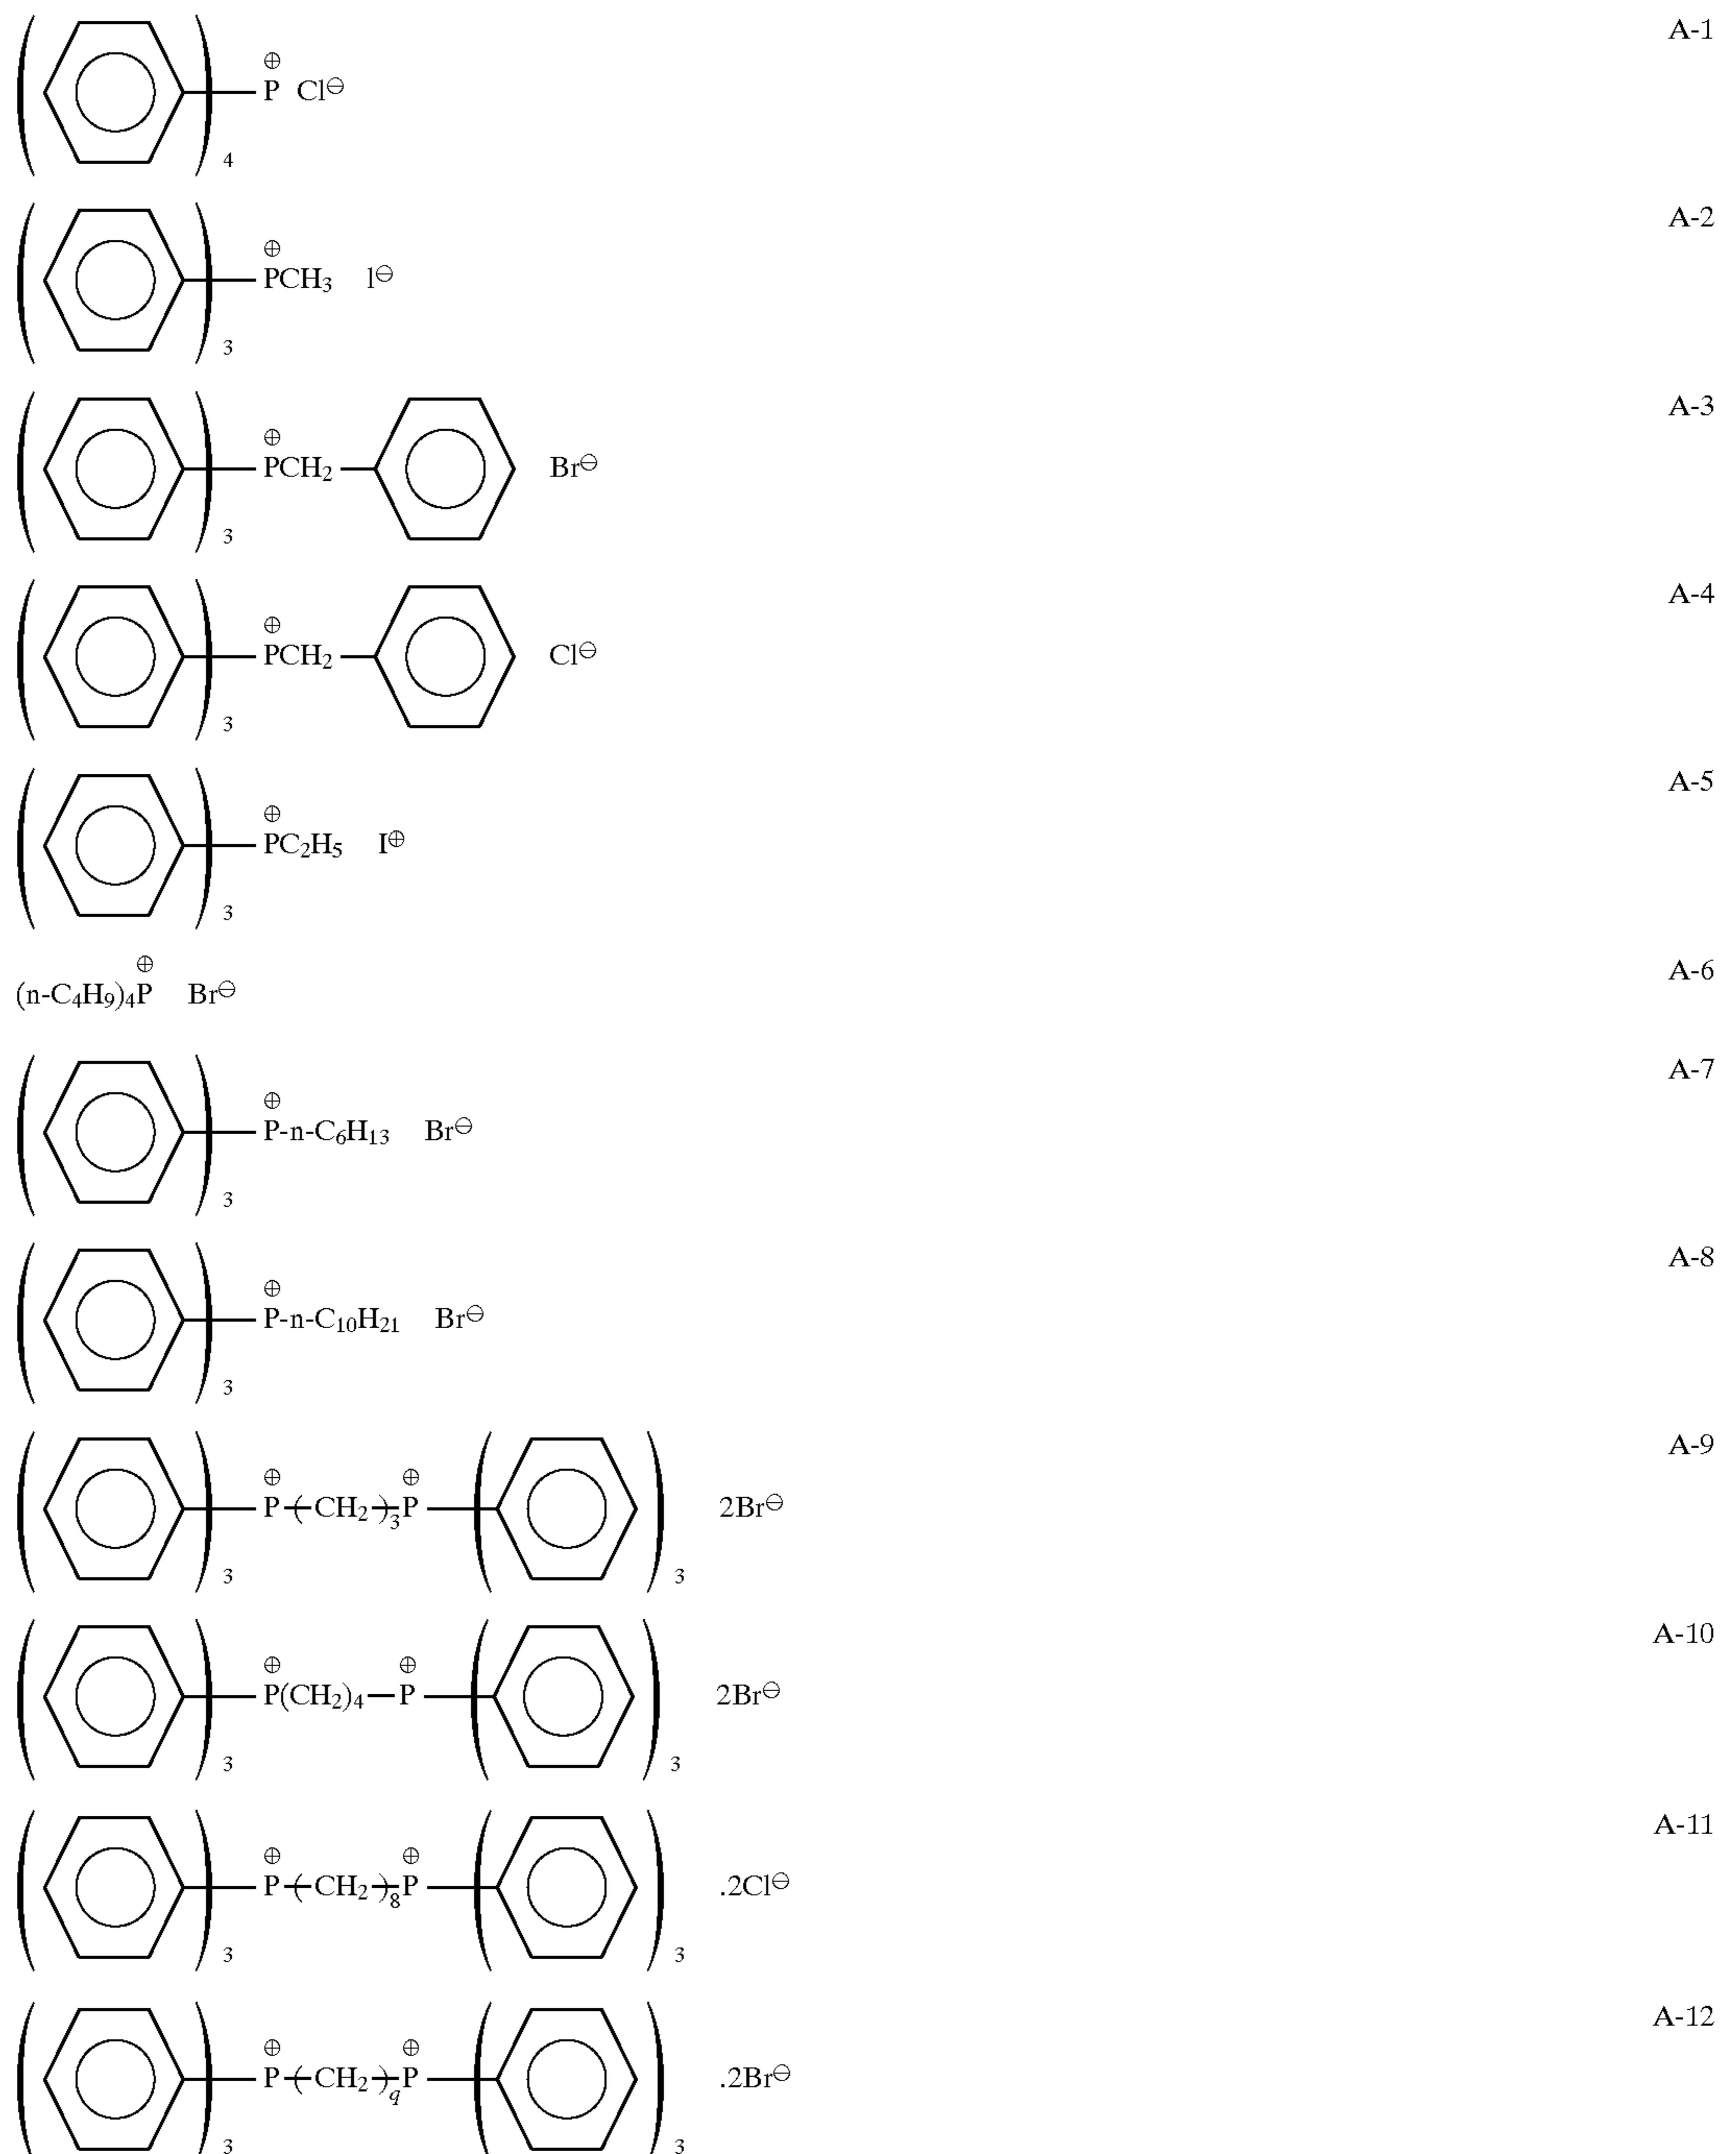 ⊕ A-1
P Cl⊖
4
⊕ A-2
PCH₃ l⊖
3
⊕ A-3
PCH₂ Br⊖
3
⊕ A-4
PCH₂ Cl⊖
3
⊕ A-5
PC₂H₅ I⊕
3
⊕ A-6
(n-C₄H₉)₄P Br⊖
⊕ A-7
P-n-C₆H₁₃ Br⊖
3
⊕ A-8
P-n-C₁₀H₂₁ Br⊖
3
⊕ ⊕ A-9
P(CH₂)₃P 2Br⊖
3 3
⊕ ⊕ A-10
P(CH₂)₄—P 2Br⊖
3 3
⊕ ⊕ A-11
P(CH₂)₈P .2Cl⊖
3 3
⊕ ⊕ A-12
P(CH₂)q P .2Br⊖
3 3